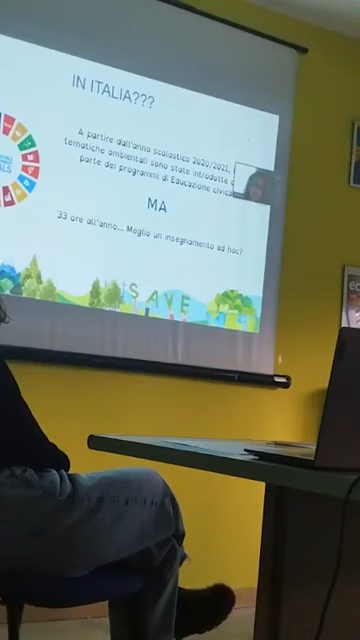 IN ITALIA???
A partire dall'anno scolastico 2020/2021,
tematiche ambientali sono state introdotte
parte dei programmi di Educazione civica
MA
33 ore all'anno... Meglio un insegnamento ad hoc?
SAVE
ALS